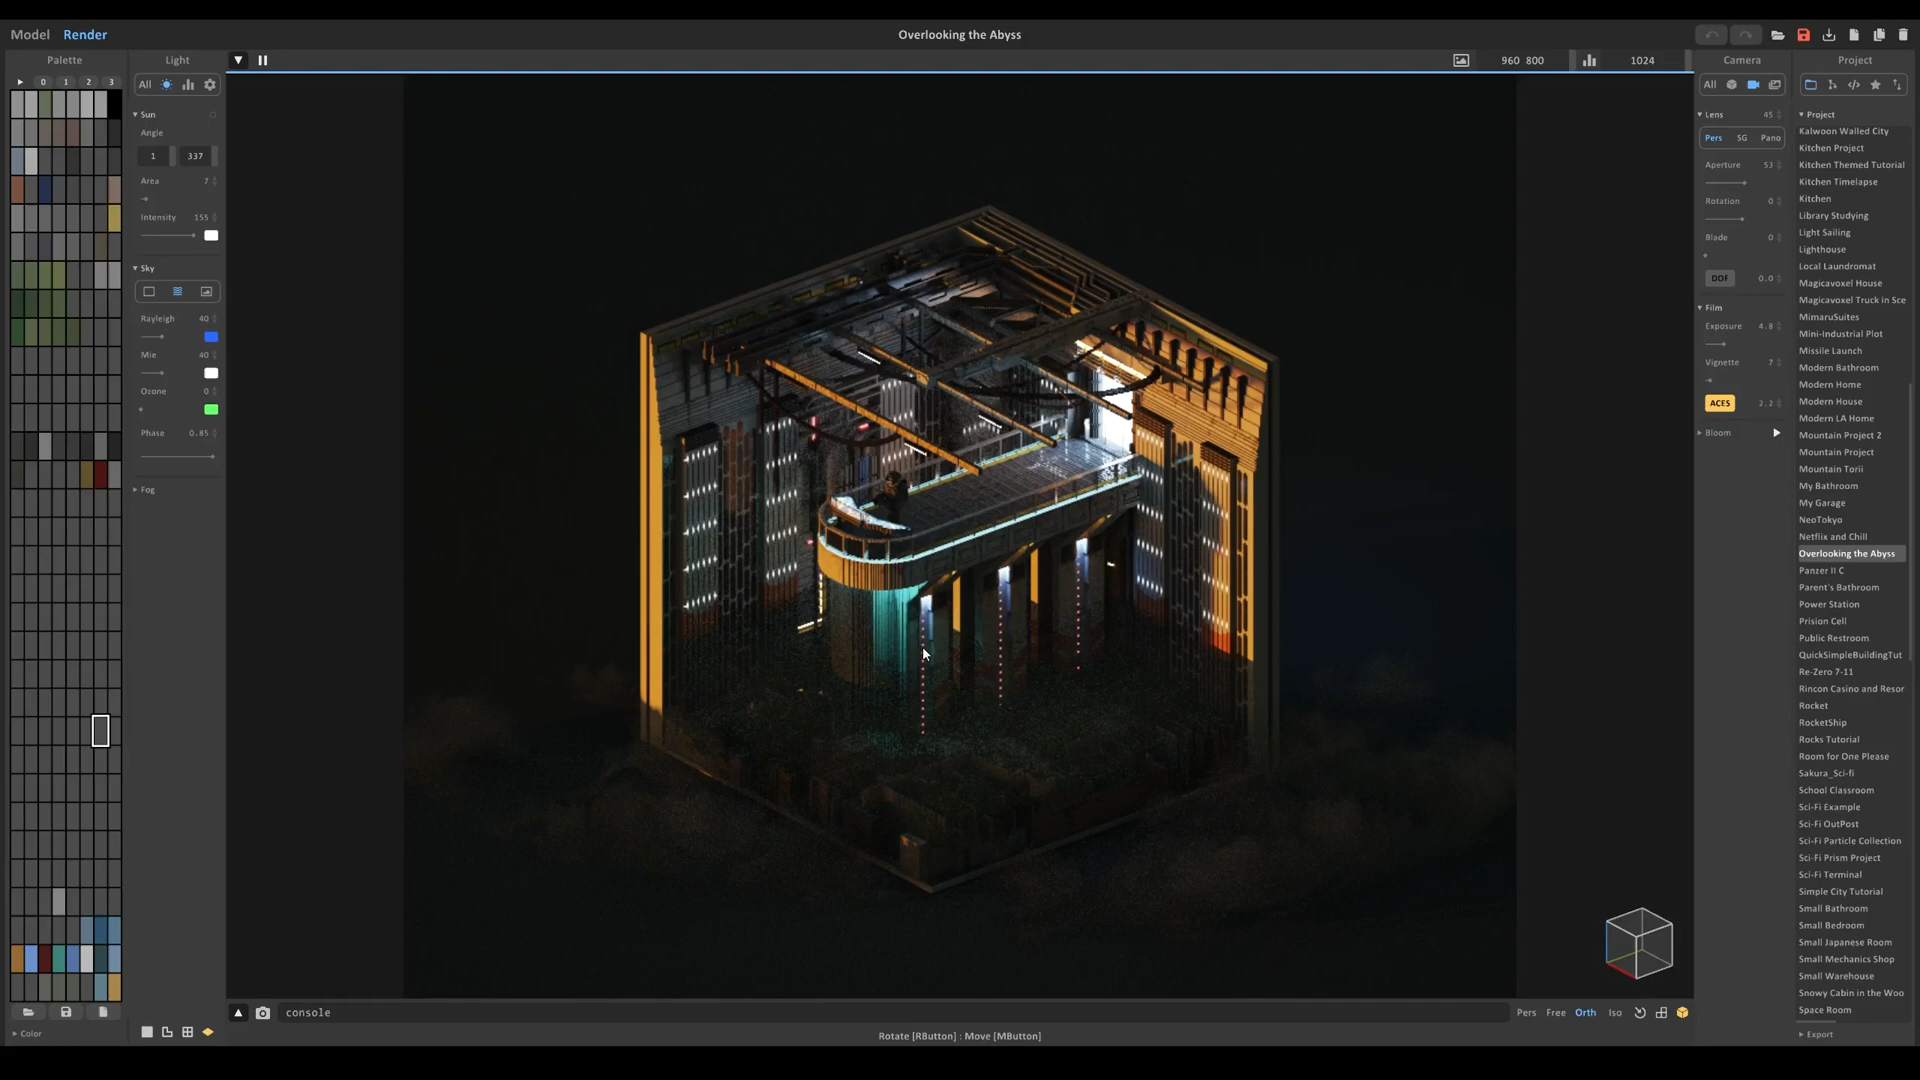 Model Render Overlooking the Abyss
Palette Light 960 800 1024 Camera Project
0 1 2 3 All All
Sun Lens 45 Project
Angle
1 337
Area 7
Intensity 155
Sky
Rayleigh 40
Mie 40
Ozone 0
Phase 0.85
Fog
Pers SG Pano
Aperture 53
Rotation 0
Blade 0
DOF 0.0
Film
Exposure 4.8
Vignette 7
ACES 2.2
Bloom
Kalwoon Walled City
Kitchen Project
Kitchen Themed Tutorial
Kitchen Timelapse
Kitchen
Library Studying
Light Sailing
Lighthouse
Local Laundromat
Magicavoxel House
Magicavoxel Truck in Sce
MimaruSuites
Mini-Industrial Plot
Missile Launch
Modern Bathroom
Modern Home
Modern House
Modern LA Home
Mountain Project 2
Mountain Project
Mountain Torii
My Bathroom
My Garage
NeoTokyo
Netflix and Chill
Overlooking the Abyss
Panzer II C
Parent's Bathroom
Power Station
Prision Cell
Public Restroom
QuickSimpleBuildingTut
Re-Zero 7-11
Rincon Casino and Resor
Rocket
RocketShip
Rocks Tutorial
Room for One Please
Sakura_Sci-fi
School Classroom
Sci-Fi Example
Sci-Fi OutPost
Sci-Fi Particle Collection
Sci-Fi Prism Project
Sci-Fi Terminal
Simple City Tutorial
Small Bathroom
Small Bedroom
Small Japanese Room
Small Mechanics Shop
Small Warehouse
Snowy Cabin in the Woo
Space Room
console Pers Free Orth Iso
Color Rotate [RButton] : Move [MButton] Export